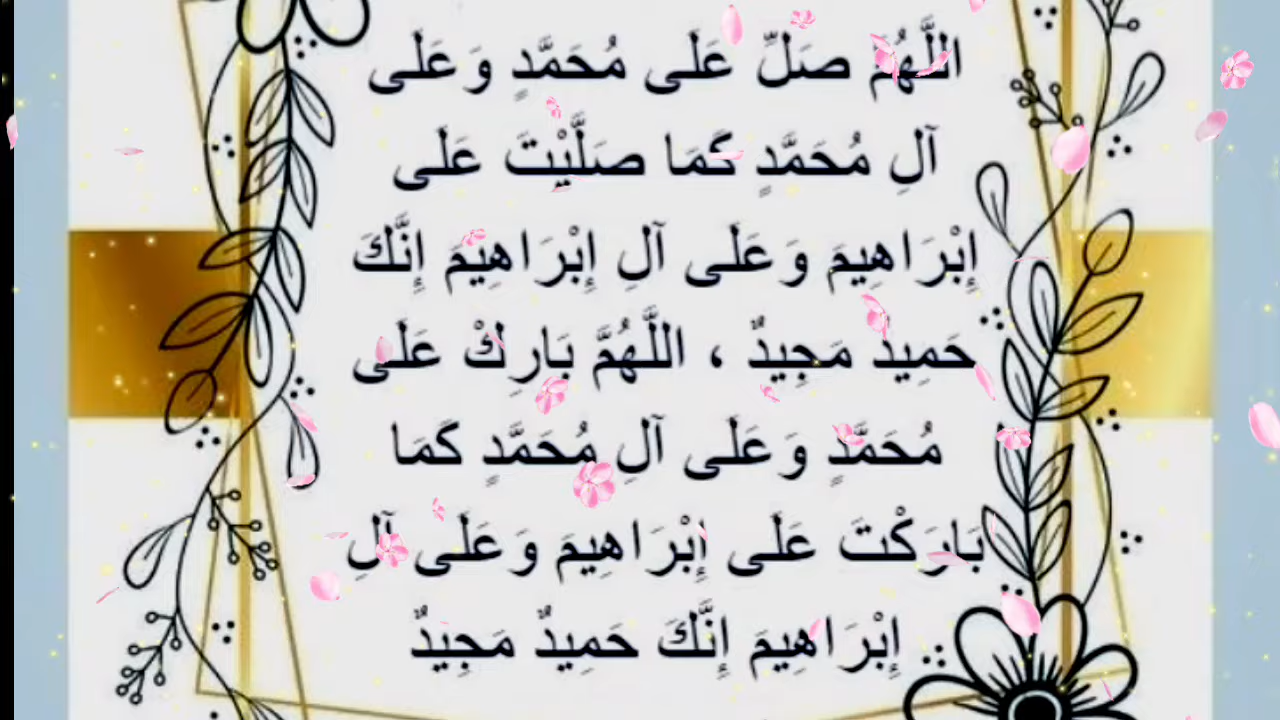 اللَّهُمَّ صَلِّ عَلَى مُحَمَّدٍ وَعَلَى
آلِ مُحَمَّدٍ كَمَا صَلَّيْتَ عَلَى
إِبْرَاهِيمَ وَعَلَى آلِ إِبْرَاهِيمَ إِنَّكَ
حَمِيدٌ مَجِيدٌ ، اللَّهُمَّ بَارِكْ عَلَى
مُحَمَّدٍ وَعَلَى آلِ مُحَمَّدٍ كَمَا
بَارَكْتَ عَلَى إِبْرَاهِيمَ وَعَلَى آلِ
إِبْرَاهِيمَ إِنَّكَ حَمِيدٌ مَجِيدٌ